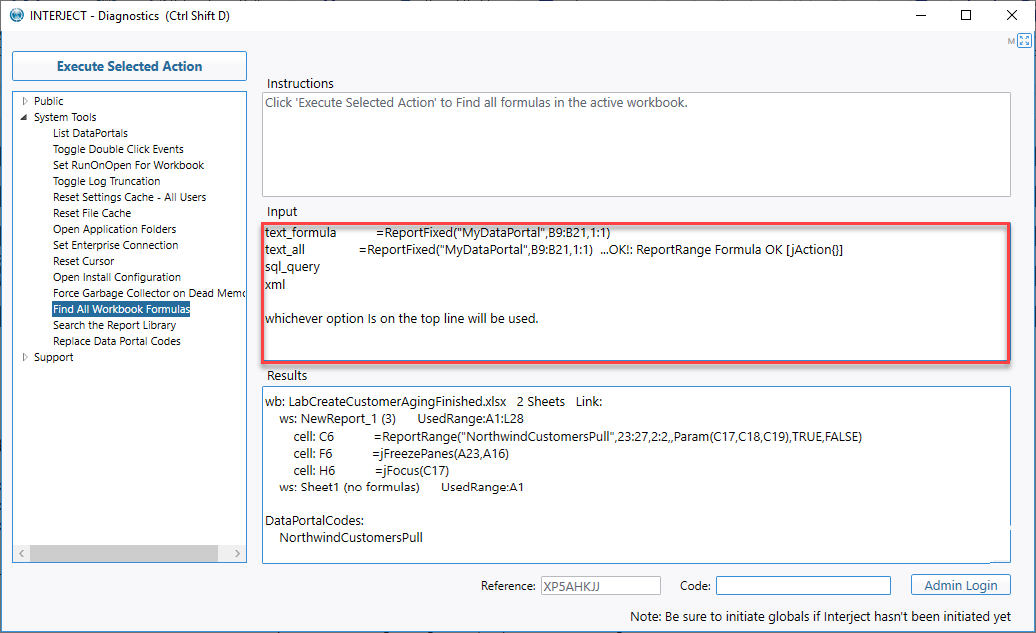 INTERJECT - Diagnostics (Ctrl Shift D)
M
Execute Selected Action
Public
System Tools
List DataPortals
Toggle Double Click Events
Set RunOnOpen For Workbook
Toggle Log Truncation
Reset Settings Cache - All Users
Reset File Cache
Open Application Folders
Set Enterprise Connection
Reset Cursor
Open Install Configuration
Force Garbage Collector on Dead Memo
Find All Workbook Formulas
Search the Report Library
Replace Data Portal Codes
Support
Instructions
Click 'Execute Selected Action' to Find all formulas in the active workbook.
Input
text_formula =ReportFixed("MyDataPortal",B9:B21,1:1)
text_all =ReportFixed("MyDataPortal",B9:B21,1:1) ...OK!: ReportRange Formula OK [jAction{}]
sql_query
xml
whichever option Is on the top line will be used.
Results
wb: LabCreateCustomerAgingFinished.xlsx 2 Sheets Link:
ws: NewReport_1 (3) UsedRange:A1:L28
cell: C6 =ReportRange("NorthwindCustomersPull",23:27,2:2,,Param(C17,C18,C19),TRUE,FALSE)
cell: F6 =jFreezePanes(A23,A16)
cell: H6 =jFocus(C17)
ws: Sheet1 (no formulas) UsedRange:A1
DataPortalCodes:
NorthwindCustomersPull
Reference: XP5AHKJJ Code: Admin Login
Note: Be sure to initiate globals if Interject hasn't been initiated yet